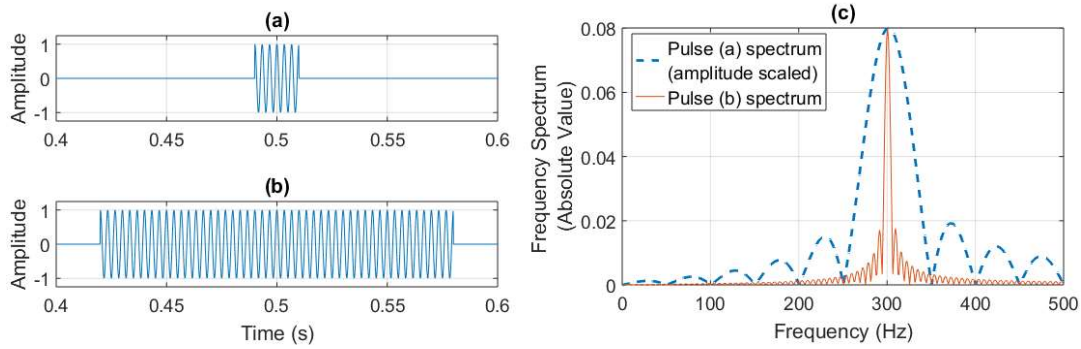 (a)
Amplitude
1
0
-1
0.4 0.45 0.5 0.55 0.6
(b)
Amplitude
1
0
-1
0.4 0.45 0.5 0.55 0.6
Time (s)
(c)
Frequency Spectrum
(Absolute Value)
0.08
0.06
0.04
0.02
0
Pulse (a) spectrum
(amplitude scaled)
Pulse (b) spectrum
0 100 200 300 400 500
Frequency (Hz)